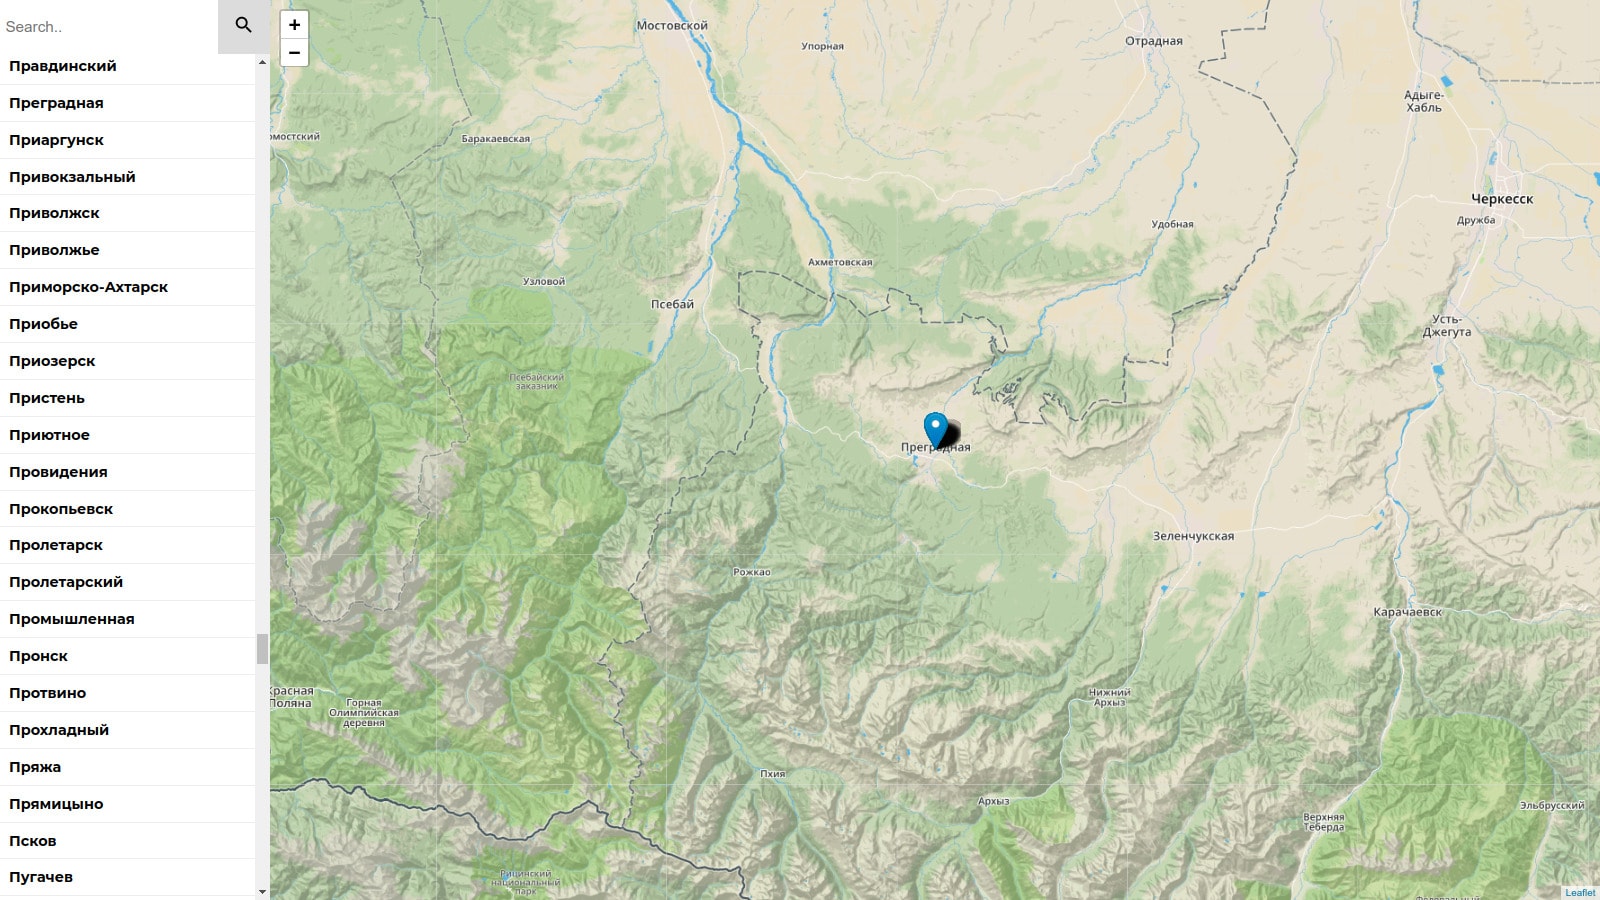 Search..
Правдинский
Преградная
Приаргунск
Привокзальный
Приволжск
Приволжье
Приморско-Ахтарск
Приобье
Приозерск
Пристень
Приютное
Провидения
Прокопьевск
Пролетарск
Пролетарский
Промышленная
Пронск
Протвино
Прохладный
Пряжа
Прямицыно
Псков
Пугачев
+
−
Мостовской
Упорная
Отрадная
Адыге-
Хабль
омостский
Баракаевская
Черкесск
Дружба
Удобная
Ахметовская
Узловой
Псебай
Усть-
Джегута
Псебайский
заказник
Преградная
Зеленчукская
Рожкао
Карачаевск
Красная
Поляна
Горная
Олимпийская
деревня
Нижний
Архыз
Пхия
Архыз
Эльбрусский
Верхняя
Теберда
Рицинский
национальный
парк
Leaflet